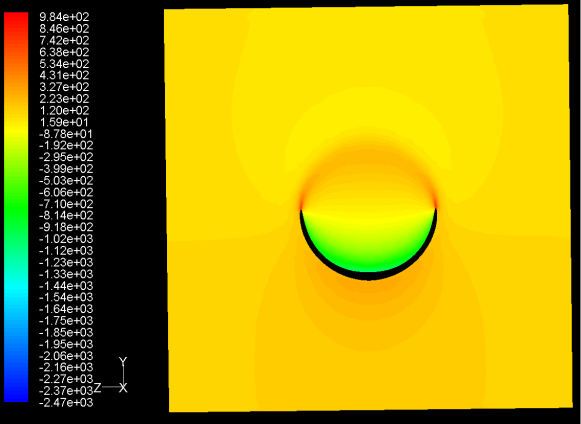 9.84e+02
8.46e+02
7.42e+02
6.38e+02
5.34e+02
4.31e+02
3.27e+02
2.23e+02
1.20e+02
1.59e+01
-8.78e+01
-1.92e+02
-2.95e+02
-3.99e+02
-5.03e+02
-6.06e+02
-7.10e+02
-8.14e+02
-9.18e+02
-1.02e+03
-1.12e+03
-1.23e+03
-1.33e+03
-1.44e+03
-1.54e+03
-1.64e+03
-1.75e+03
-1.85e+03
-1.95e+03
-2.06e+03
-2.16e+03
-2.27e+03
-2.37e+03
-2.47e+03
Y
Z X